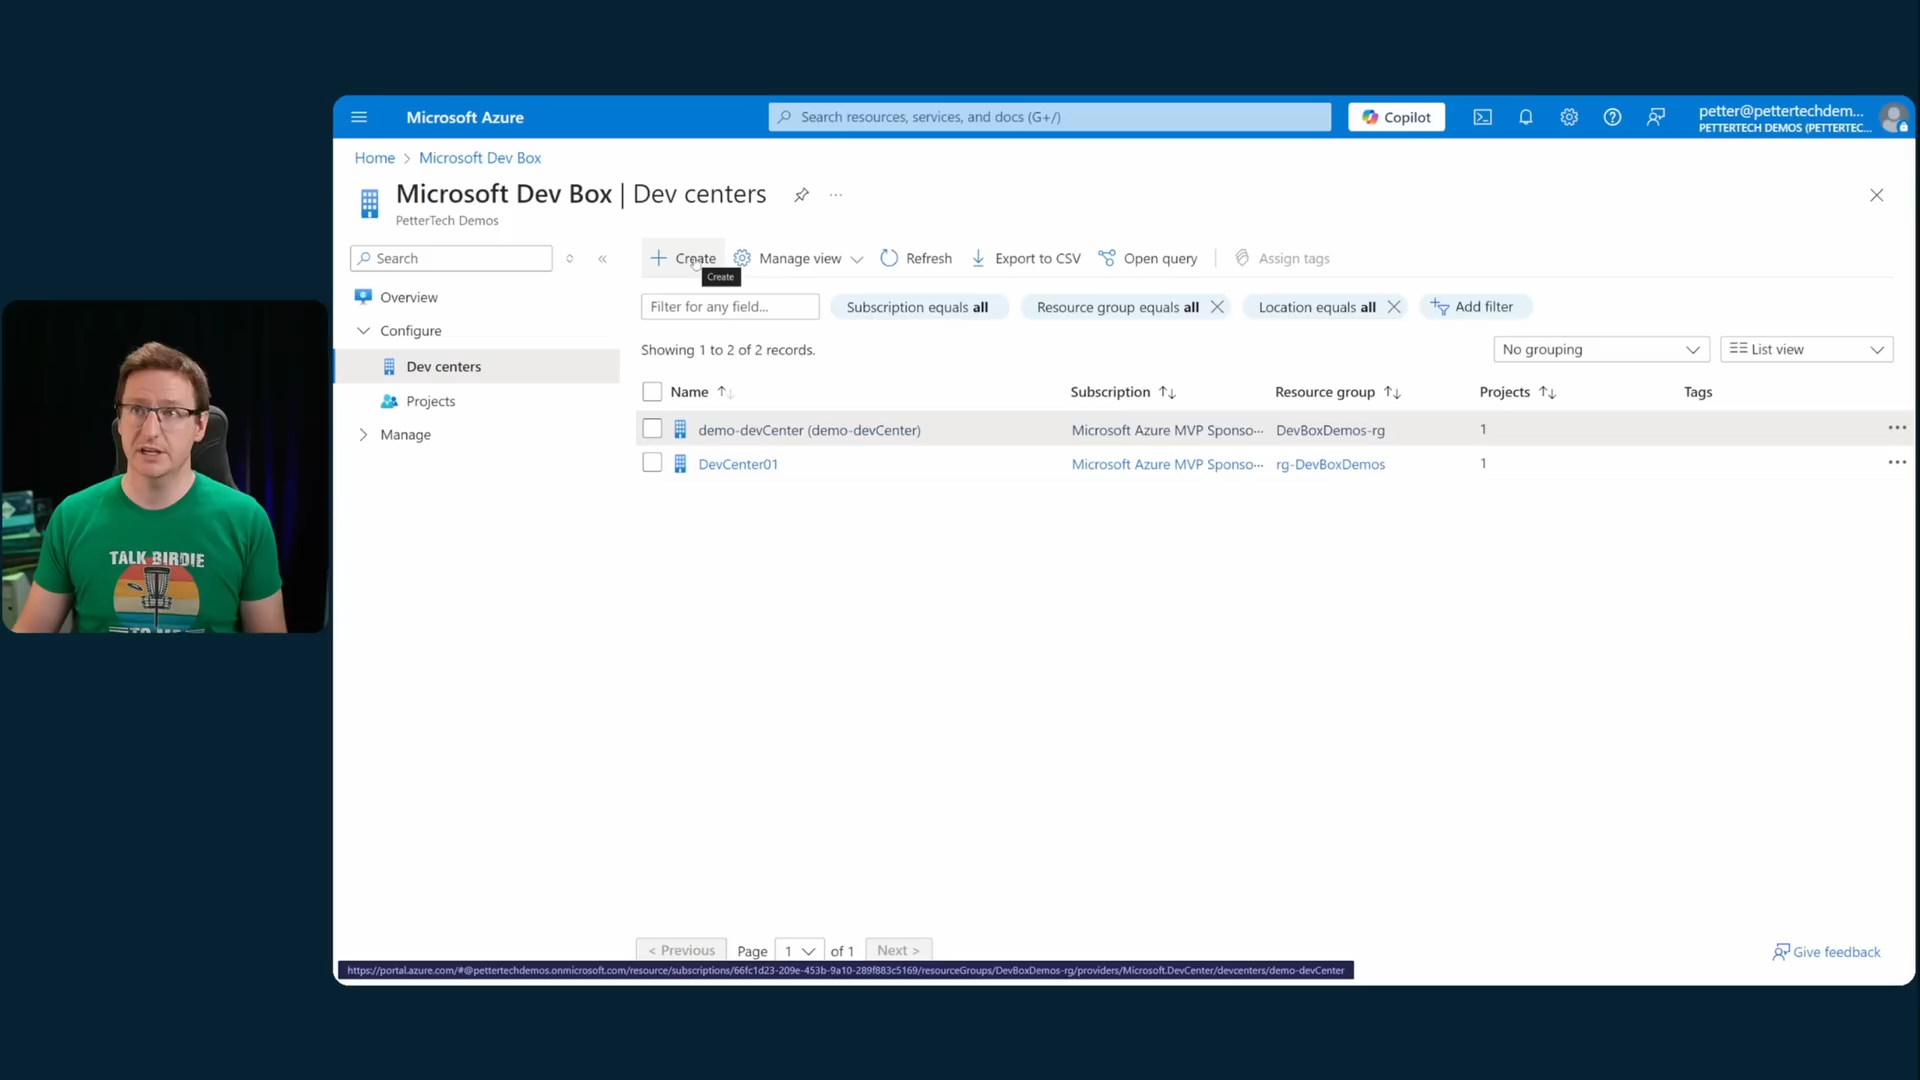 Microsoft Azure
Search resources, services, and docs (G+/)
Copilot
petter@pettertechdem...
PETTERTECH DEMOS (PETTERTEC...
Home > Microsoft Dev Box
Microsoft Dev Box | Dev centers
PetterTech Demos
Search
Overview
Configure
Dev centers
Projects
Manage
Create
Manage view
Refresh
Export to CSV
Open query
Assign tags
Create
Filter for any field...
Subscription equals all
Resource group equals all
Location equals all
Add filter
Showing 1 to 2 of 2 records.
No grouping
List view
Name
Subscription
Resource group
Projects
Tags
demo-devCenter (demo-devCenter)
Microsoft Azure MVP Sponso...
DevBoxDemos-rg
1
DevCenter01
Microsoft Azure MVP Sponso...
rg-DevBoxDemos
1
TALK BIRDIE
TO ME
< Previous
Page 1 of 1
Next >
Give feedback
https://portal.azure.com/#@pettertechdemos.onmicrosoft.com/resource/subscriptions/66fc1d23-209e-453b-9a10-289f883c5169/resourceGroups/DevBoxDemos-rg/providers/Microsoft.DevCenter/devcenters/demo-devCenter